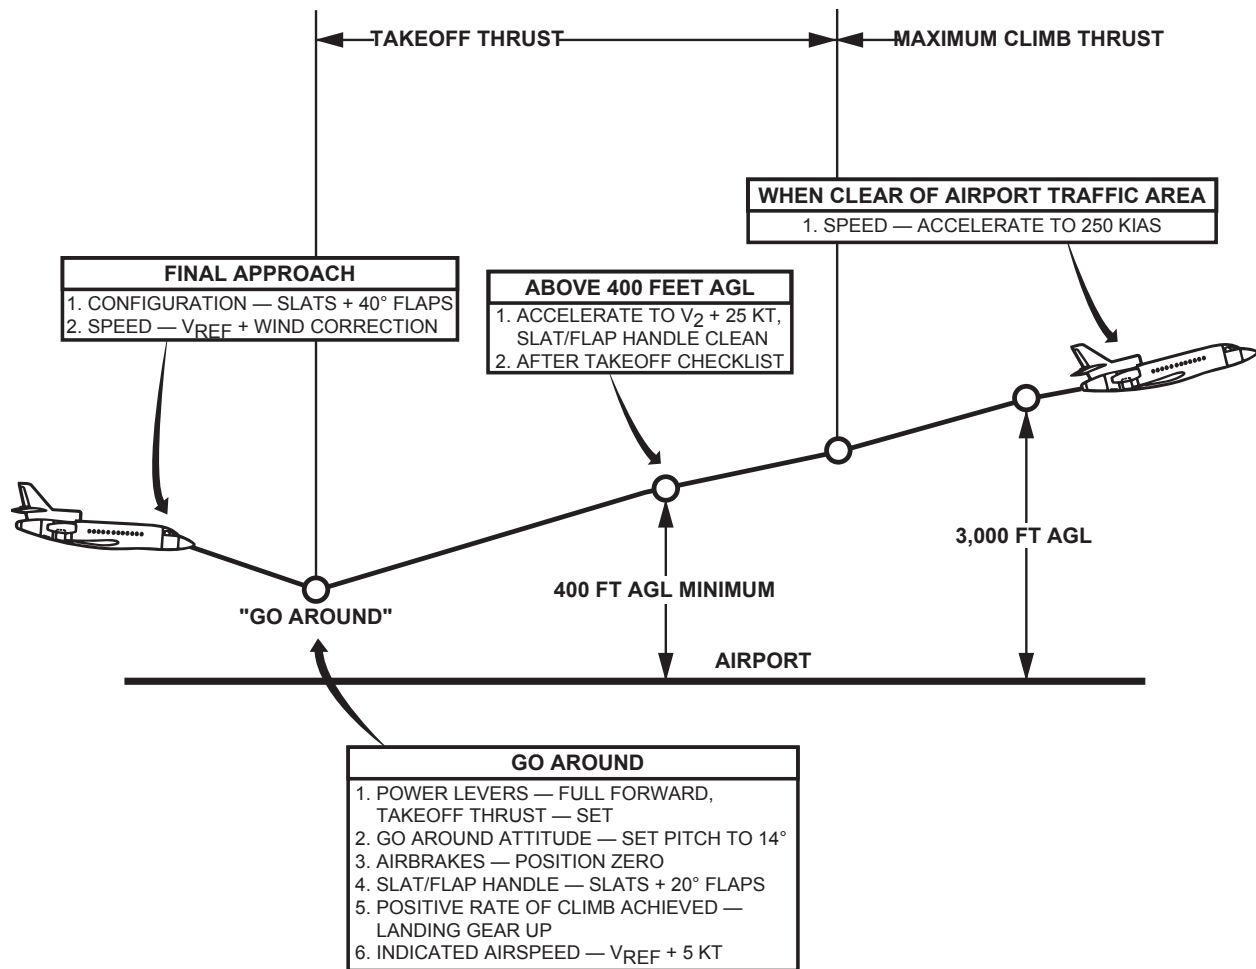 TAKEOFF THRUST
MAXIMUM CLIMB THRUST
WHEN CLEAR OF AIRPORT TRAFFIC AREA
1. SPEED — ACCELERATE TO 250 KIAS
FINAL APPROACH
1. CONFIGURATION — SLATS + 40° FLAPS
2. SPEED — VREF + WIND CORRECTION
ABOVE 400 FEET AGL
1. ACCELERATE TO V2 + 25 KT,
SLAT/FLAP HANDLE CLEAN
2. AFTER TAKEOFF CHECKLIST
3,000 FT AGL
400 FT AGL MINIMUM
"GO AROUND"
AIRPORT
GO AROUND
1. POWER LEVERS — FULL FORWARD,
TAKEOFF THRUST — SET
2. GO AROUND ATTITUDE — SET PITCH TO 14°
3. AIRBRAKES — POSITION ZERO
4. SLAT/FLAP HANDLE — SLATS + 20° FLAPS
5. POSITIVE RATE OF CLIMB ACHIEVED —
LANDING GEAR UP
6. INDICATED AIRSPEED — VREF + 5 KT